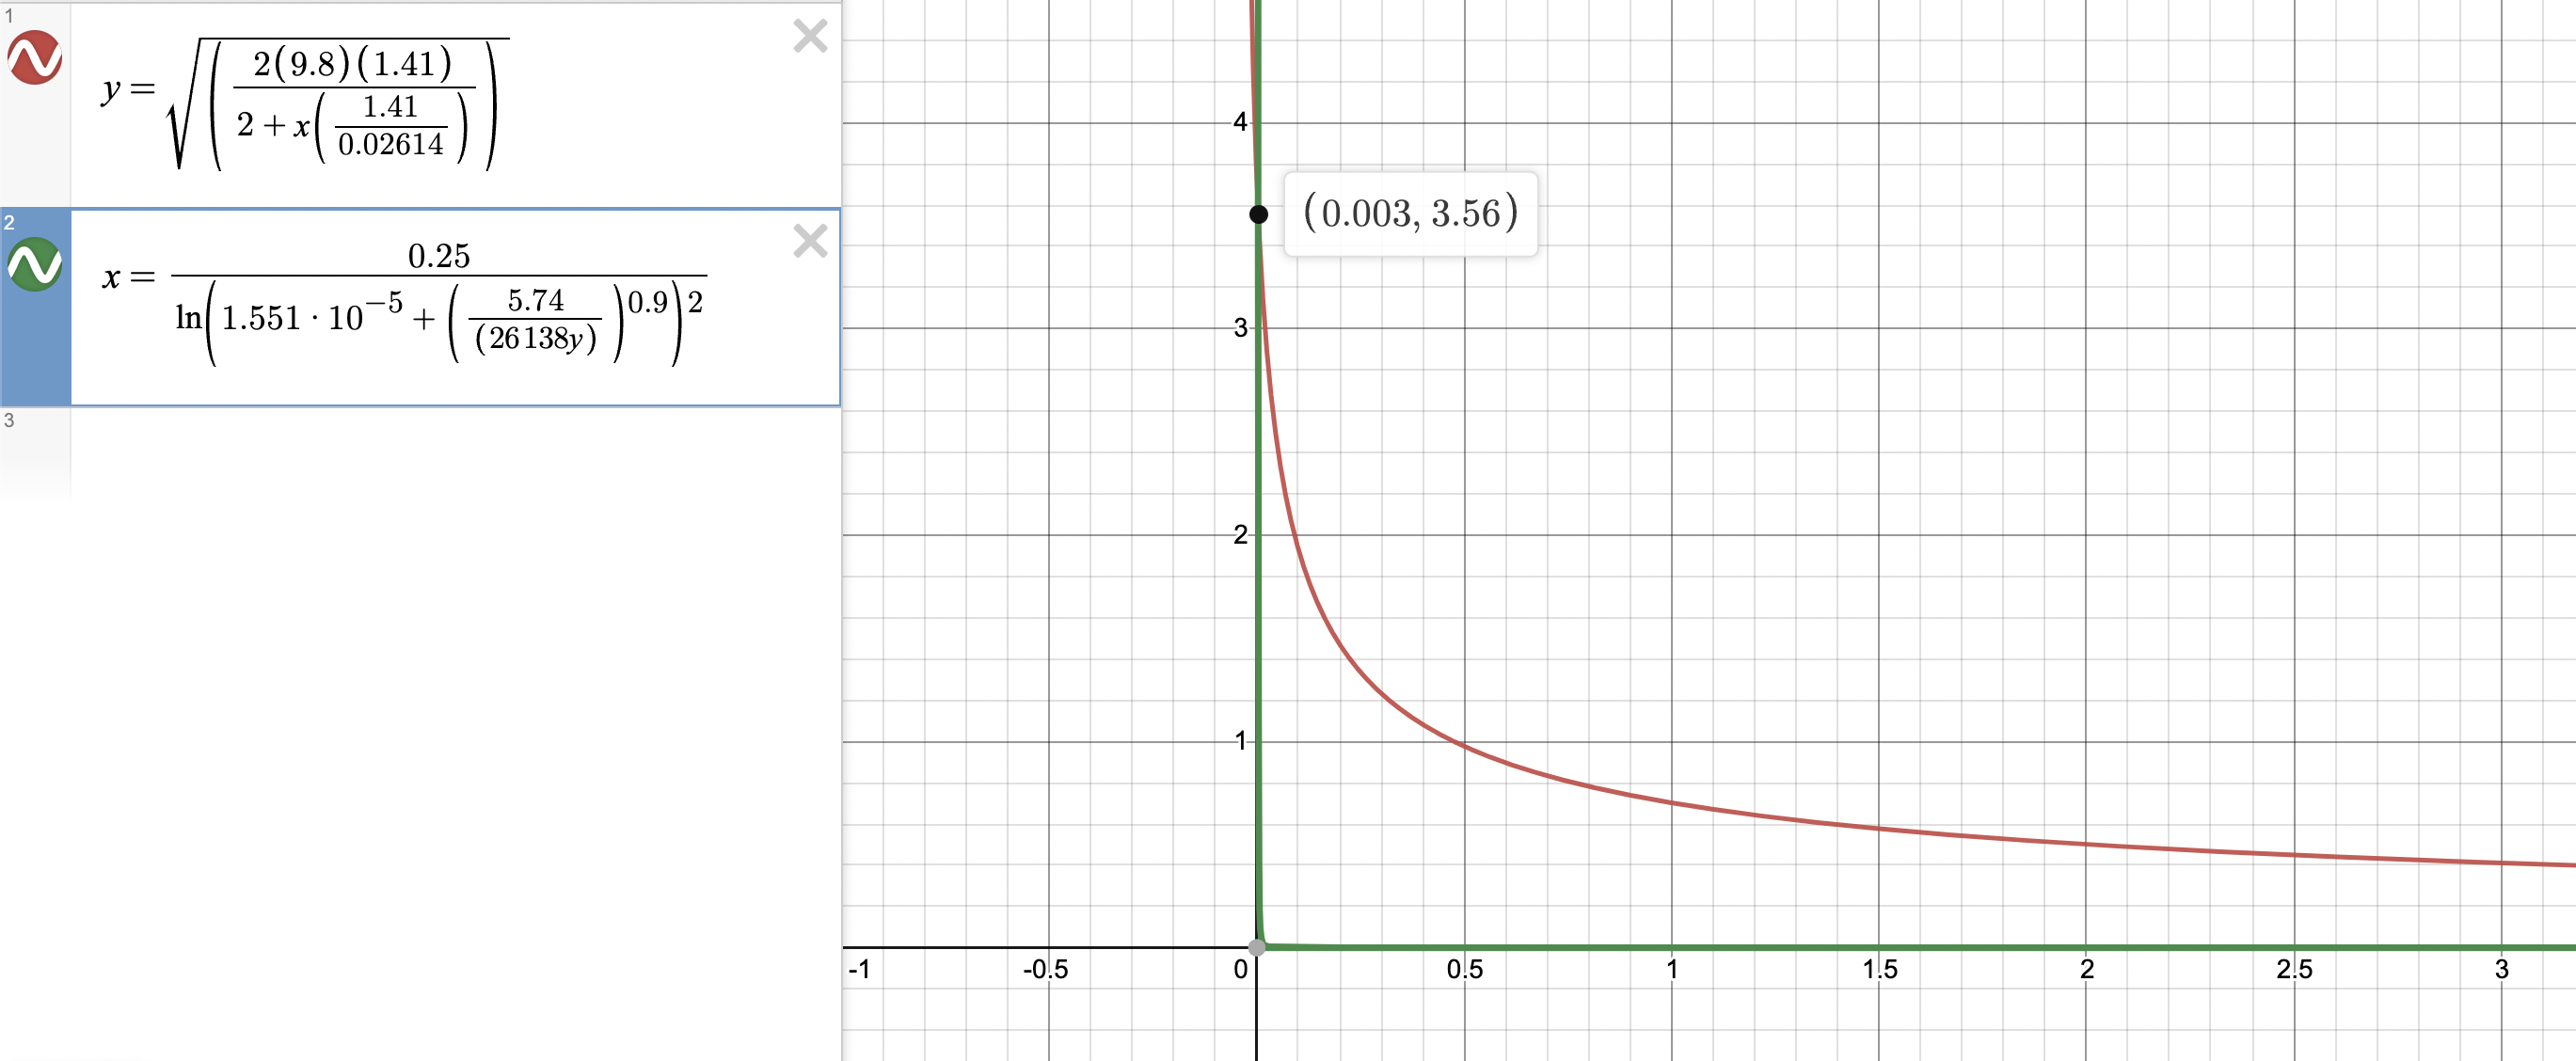 1
y = √((2(9.8)(1.41))/(2 + x(1.41/0.02614)))
2
x = 0.25/ln(1.551 · 10^−5 + (5.74/(26138y))^0.9)^2
3
(0.003, 3.56)
4
3
2
1
-1 -0.5 0 0.5 1 1.5 2 2.5 3